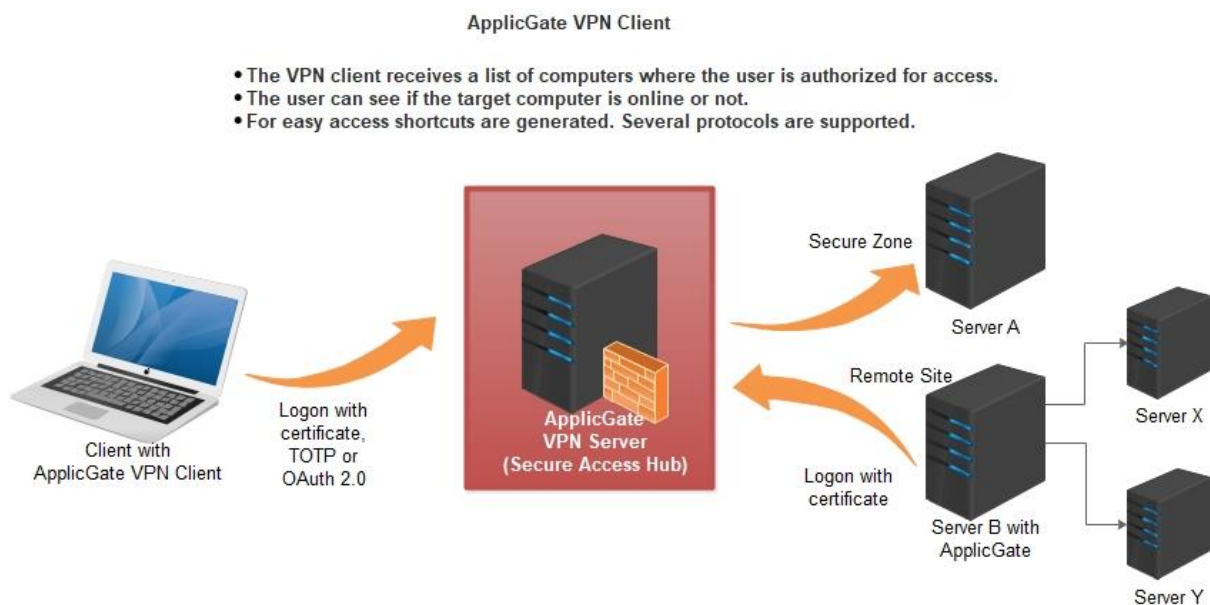 ApplicGate VPN Client
• The VPN client receives a list of computers where the user is authorized for access.
• The user can see if the target computer is online or not.
• For easy access shortcuts are generated. Several protocols are supported.
Secure Zone
Server A
Client with
ApplicGate VPN Client
Logon with
certificate,
TOTP or
OAuth 2.0
ApplicGate
VPN Server
(Secure Access Hub)
Remote Site
Logon with
certificate
Server B with
ApplicGate
Server X
Server Y